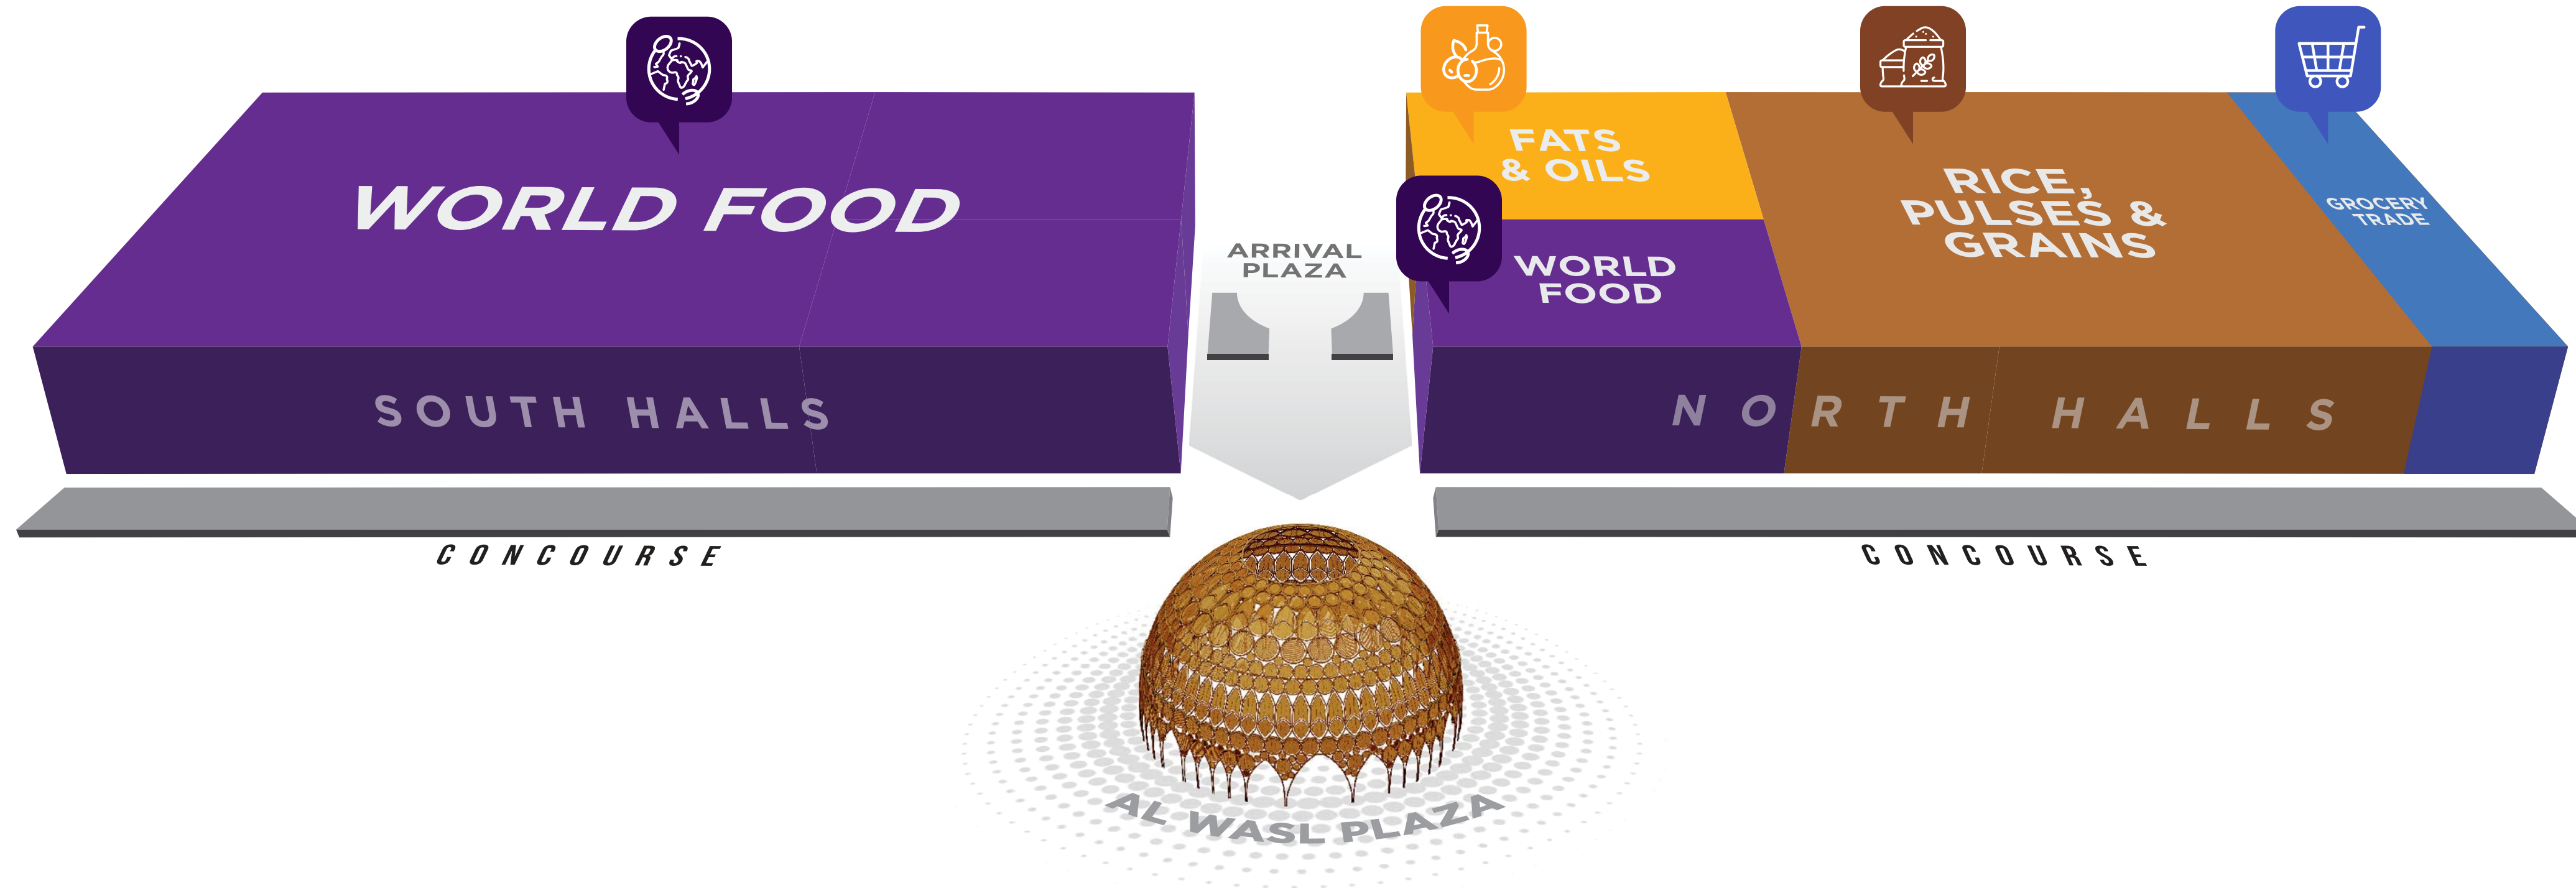 WORLD FOOD
SOUTH HALLS
CONCOURSE
ARRIVAL
PLAZA
FATS
& OILS
WORLD
FOOD
RICE,
PULSES &
GRAINS
GROCERY
TRADE
NORTH HALLS
CONCOURSE
AL WASL PLAZA